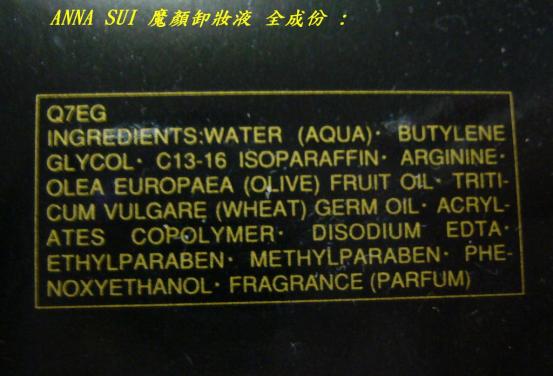 ANNA SUI 魔顏卸妝液 全成份 :
Q7EG
INGREDIENTS:WATER (AQUA)· BUTYLENE
GLYCOL· C13-16 ISOPARAFFIN· ARGININE·
OLEA EUROPAEA (OLIVE) FRUIT OIL· TRITI-
CUM VULGARE (WHEAT) GERM OIL· ACRYL-
ATES COPOLYMER· DISODIUM EDTA·
ETHYLPARABEN· METHYLPARABEN· PHE-
NOXYETHANOL· FRAGRANCE (PARFUM)